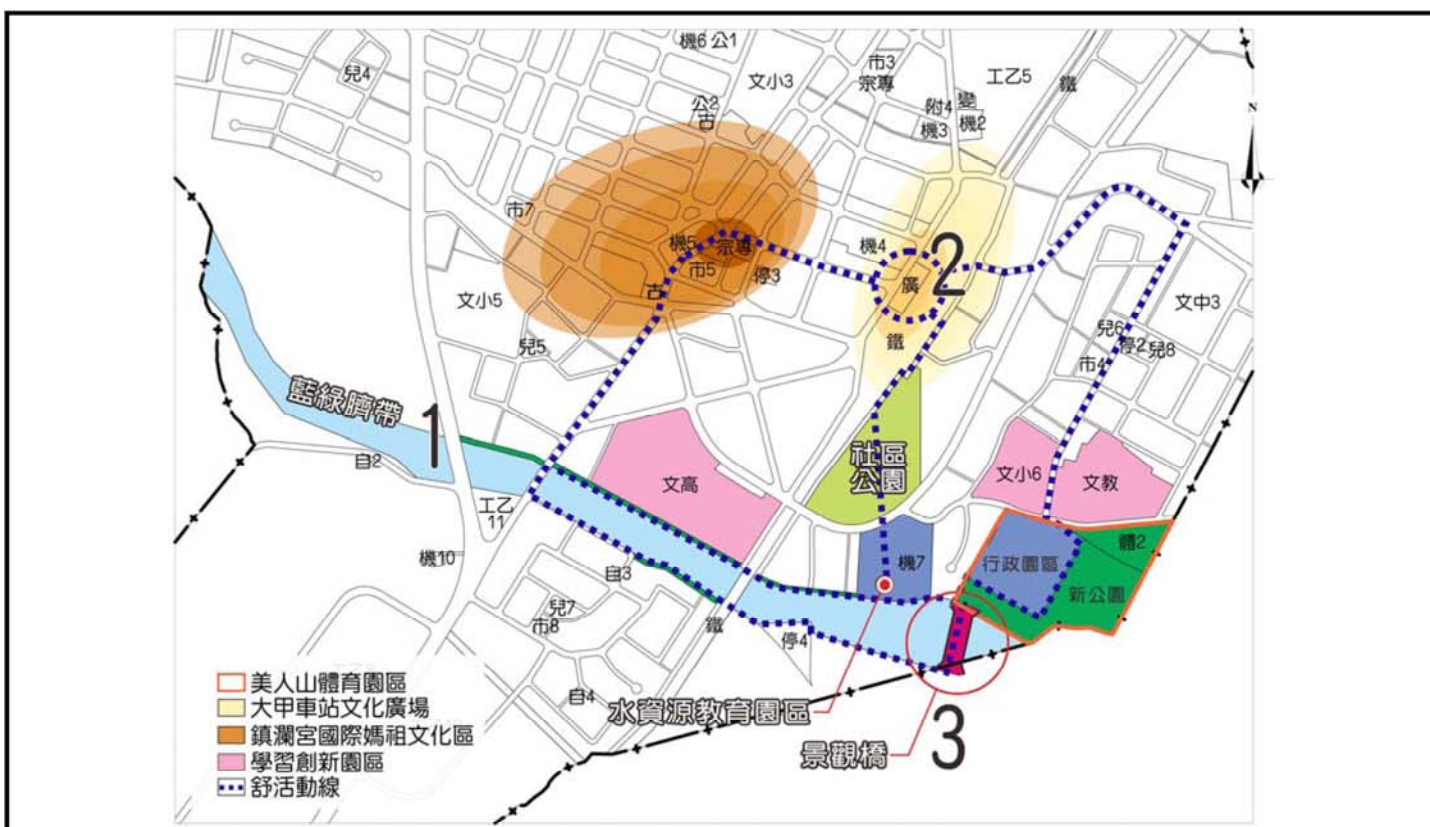 機6 公1
市3
宗專
工乙5
鐵
兒4
文小3
公2
古
附4
變
機3
機2
N
市7
機5
宗專
機4
2
市5
停3
廣
古
文小5
文中3
鐵
兒6
停2
兒8
兒5
市4
藍綠臍帶
1
社區
公園
自2
文高
文小6
文教
工乙
11
體2
機10
機7
行政園區
自3
新公園
兒7
市8
鐵
停4
自4
水資源教育園區
景觀橋
3
美人山體育園區
大甲車站文化廣場
鎮瀾宮國際媽祖文化區
學習創新園區
舒活動線